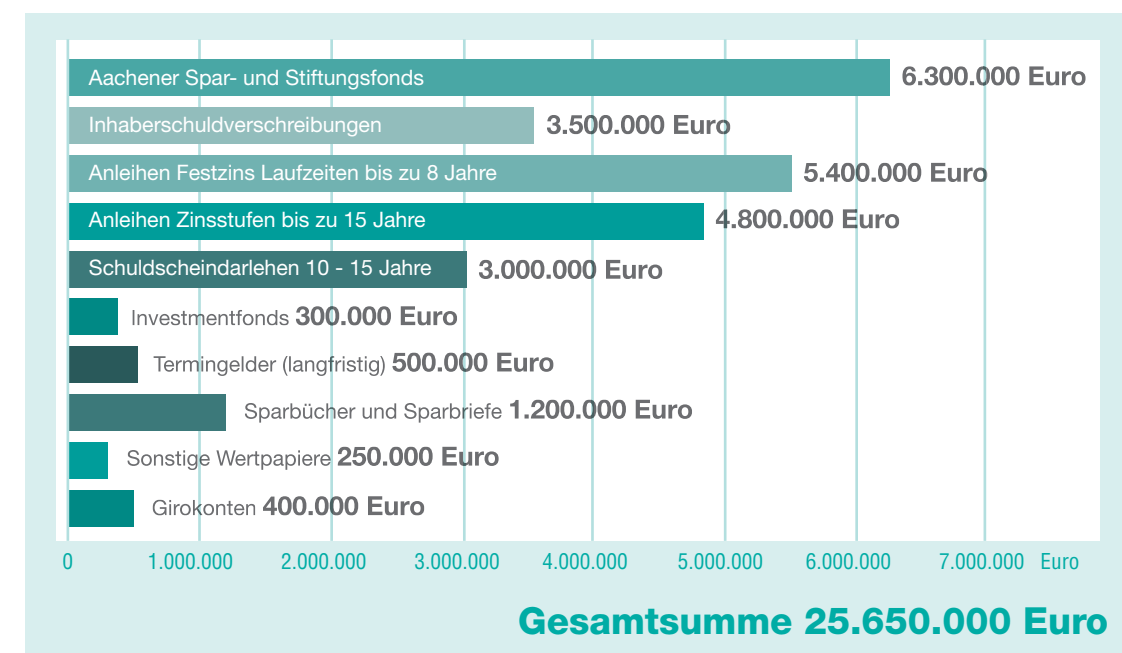 Aachener Spar- und Stiftungsfonds 6.300.000 Euro
Inhaberschuldverschreibungen 3.500.000 Euro
Anleihen Festzins Laufzeiten bis zu 8 Jahre 5.400.000 Euro
Anleihen Zinsstufen bis zu 15 Jahre 4.800.000 Euro
Schuldscheindarlehen 10 - 15 Jahre 3.000.000 Euro
Investmentfonds 300.000 Euro
Termingelder (langfristig) 500.000 Euro
Sparbücher und Sparbriefe 1.200.000 Euro
Sonstige Wertpapiere 250.000 Euro
Girokonten 400.000 Euro
0 1.000.000 2.000.000 3.000.000 4.000.000 5.000.000 6.000.000 7.000.000 Euro
Gesamtsumme 25.650.000 Euro